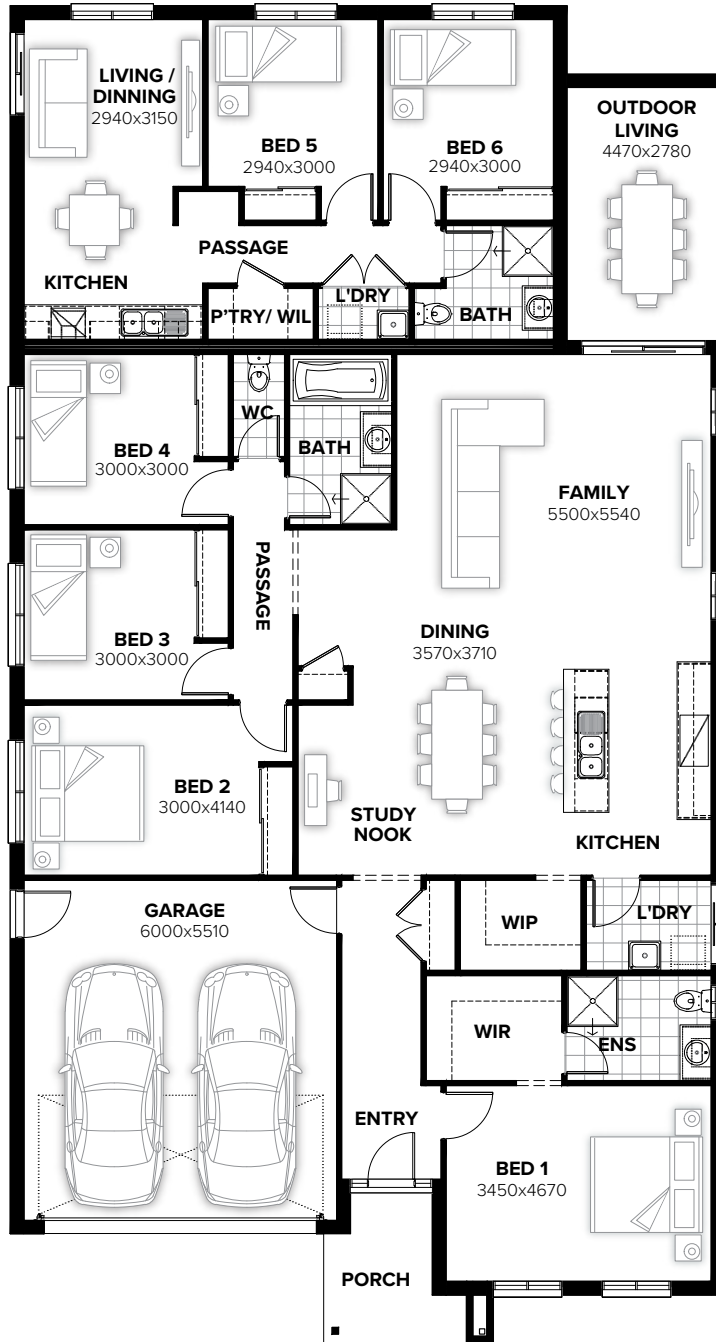 LIVING /
DINNING
2940x3150
BED 5
2940x3000
BED 6
2940x3000
OUTDOOR
LIVING
4470x2780
PASSAGE
KITCHEN
P'TRY/ WIL
L'DRY
BATH
BED 4
3000x3000
WC
BATH
FAMILY
5500x5540
PASSAGE
BED 3
3000x3000
DINING
3570x3710
BED 2
3000x4140
STUDY
NOOK
KITCHEN
GARAGE
6000x5510
WIP
L'DRY
WIR
ENS
ENTRY
BED 1
3450x4670
PORCH